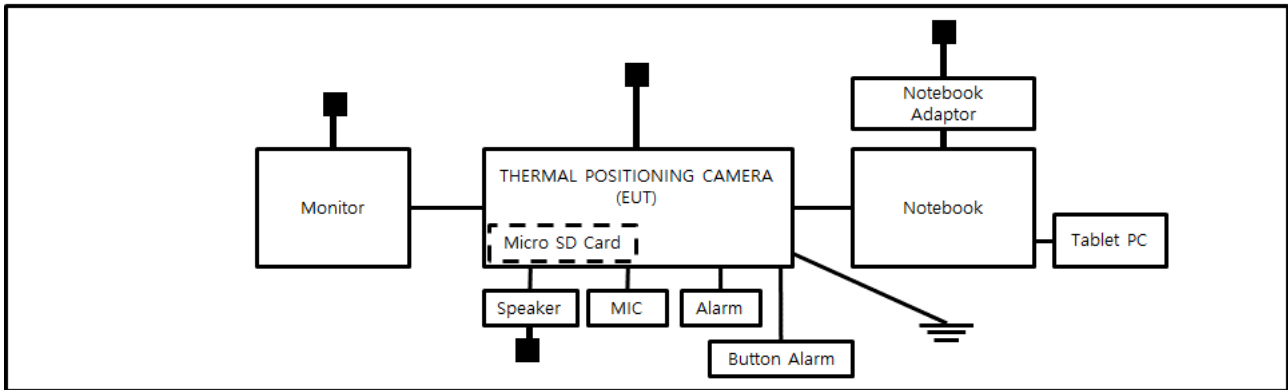 Notebook
Adaptor
THERMAL POSITIONING CAMERA
(EUT)
Monitor
Notebook
Micro SD Card
Tablet PC
Speaker
MIC
Alarm
Button Alarm